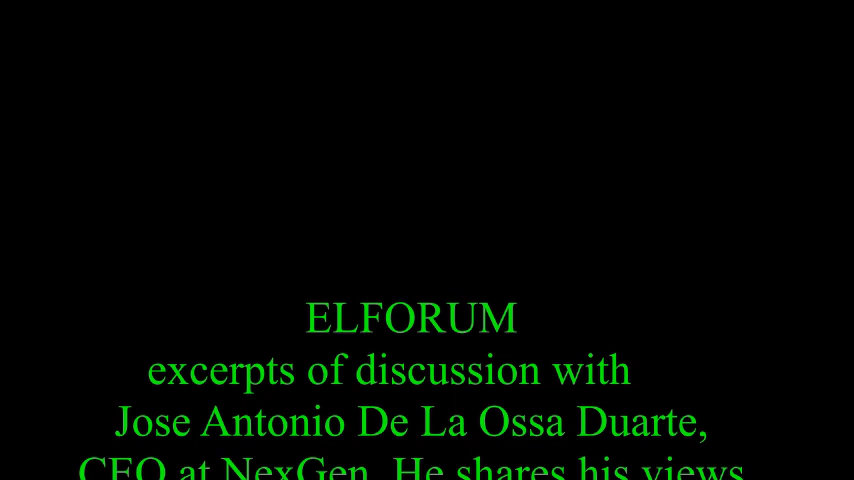 ELFORUM
excerpts of discussion with
Jose Antonio De La Ossa Duarte,
CEO at NexGen. He shares his views